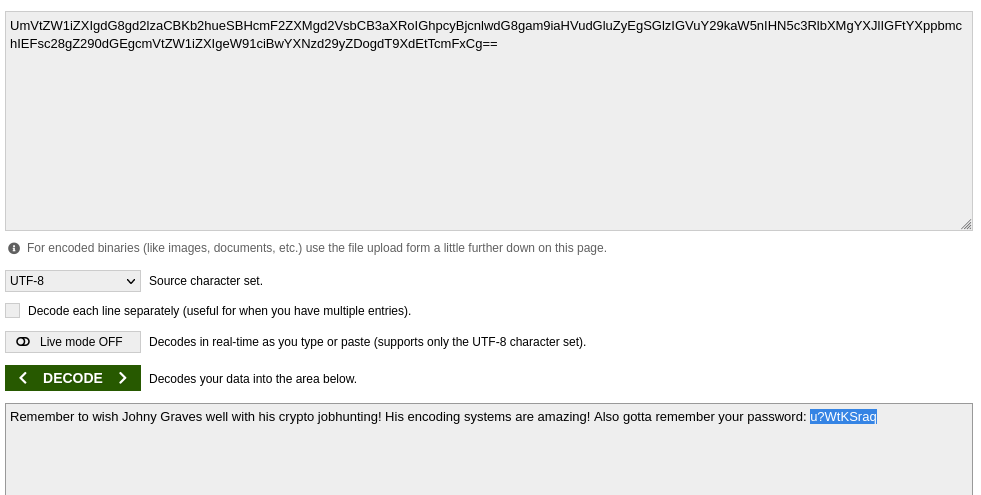 UmVtZW1iZXIgdG8gd2lzaCBKb2hueSBHcmF2ZXMgd2VsbCB3aXRoIGhpcyBjcnlwdG8gam9iaHVudGluZyEgSGlzIGVuY29kaW5nIHN5c3RlbXMgYXJlIGFtYXppbmc
hIEFsc28gZ290dGEgcmVtZW1iZXIgeW91ciBwYXNzd29yZDogdT9XdEtTcmFxCg==
For encoded binaries (like images, documents, etc.) use the file upload form a little further down on this page.
UTF-8 Source character set.
Decode each line separately (useful for when you have multiple entries).
Live mode OFF Decodes in real-time as you type or paste (supports only the UTF-8 character set).
DECODE Decodes your data into the area below.
Remember to wish Johny Graves well with his crypto jobhunting! His encoding systems are amazing! Also gotta remember your password: u?WtKSraq